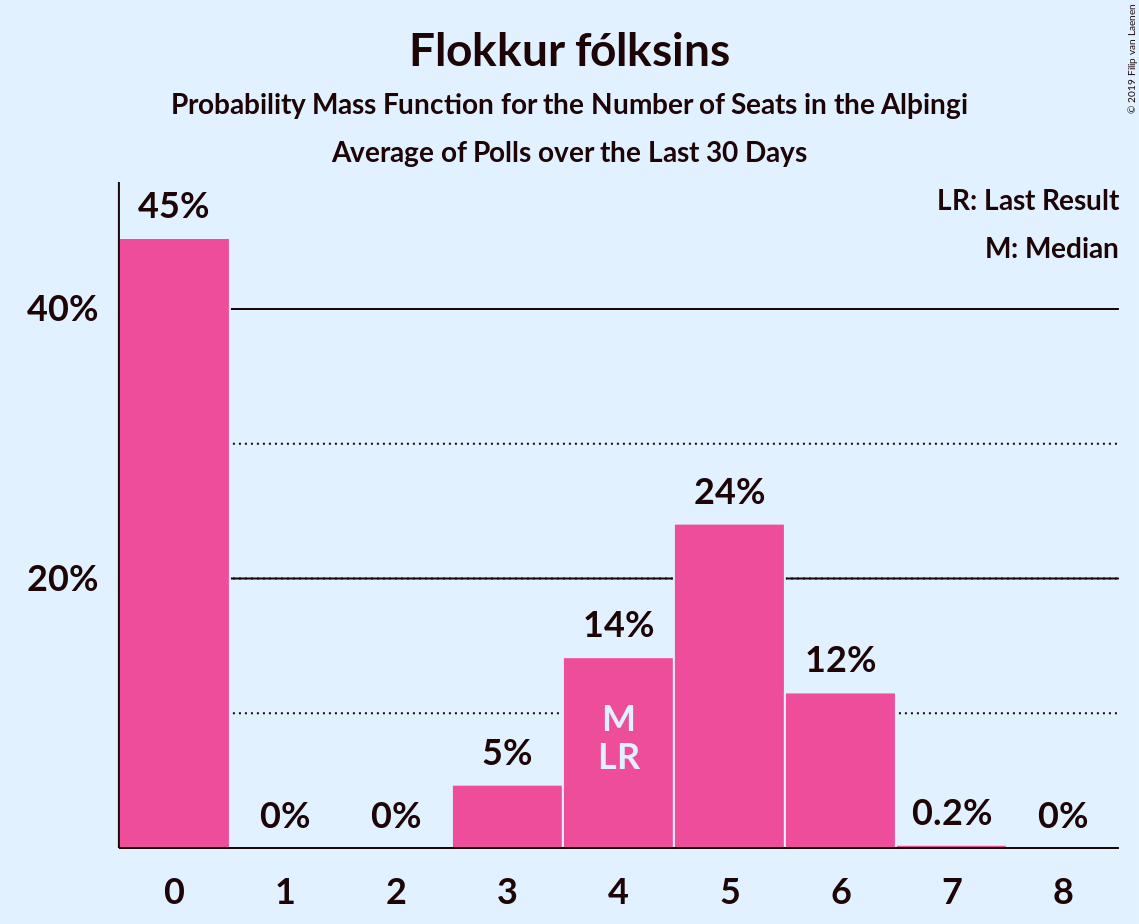 Flokkur fólksins
Probability Mass Function for the Number of Seats in the Alþingi
Average of Polls over the Last 30 Days
© 2019 Filip van Laenen
LR: Last Result
M: Median
45%
40%
24%
20%
14%
12%
M
LR
5%
0%
0%
0.2%
0%
0 1 2 3 4 5 6 7 8